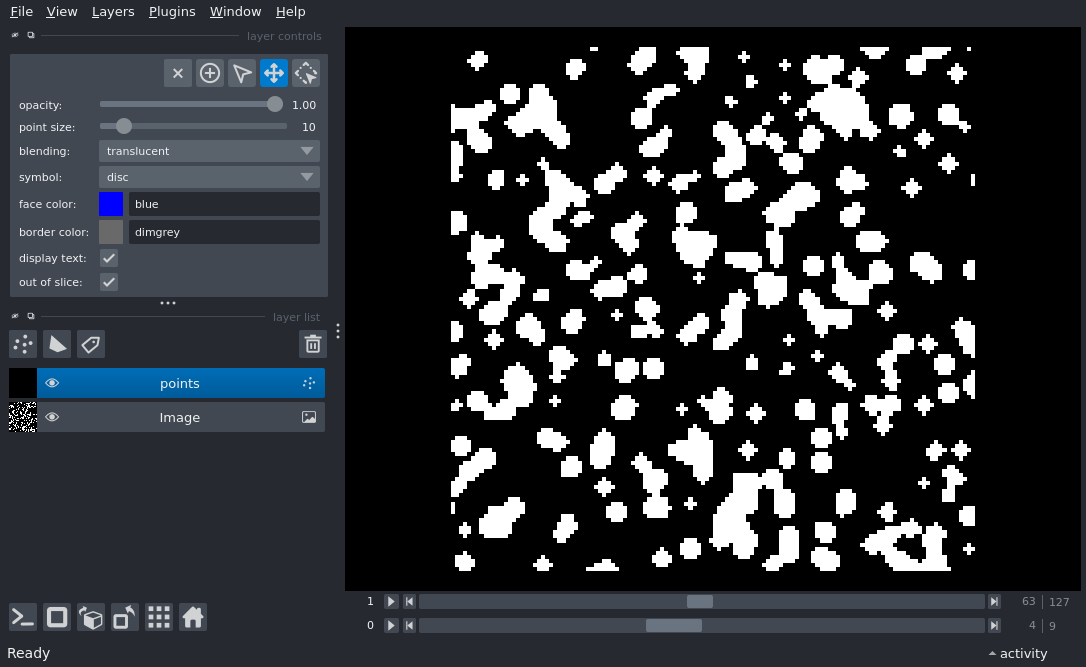 File View Layers Plugins Window Help
layer controls
opacity: 1.00
point size: 10
blending: translucent
symbol: disc
face color: blue
border color: dimgrey
display text:
out of slice:
layer list
points
Image
1 63 127
0 4 9
Ready activity